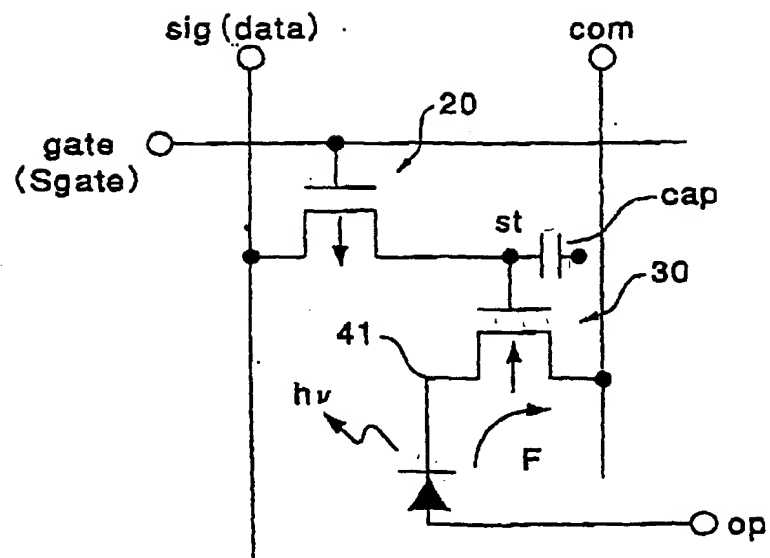 sig (data)
com
20
gate
(Sgate)
cap
st
30
41
hν
F
op